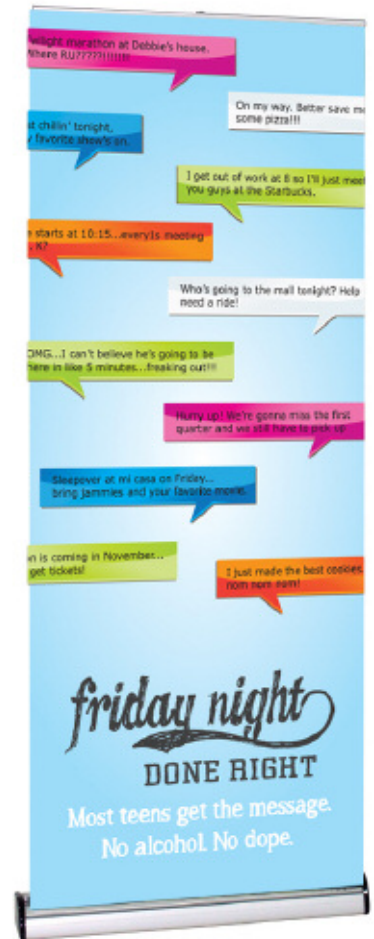 Twilight marathon at Debbie's house.
Where RU?????!!!!!!!!
On my way. Better save me
some pizza!!!
st chillin' tonight,
y favorite show's on.
I get out of work at 8 so I'll just meet
you guys at the Starbucks.
e starts at 10:15...every1s meeting
, K?
Who's going to the mall tonight? Help
need a ride!
OMG...I can't believe he's going to be
here in like 5 minutes...freaking out!!!
Hurry up! We're gonna miss the first
quarter and we still have to pick up
Sleepover at mi casa on Friday...
bring jammies and your favorite movie.
on is coming in November...
get tickets!
I just made the best cookies.
nom nom nom!
friday night
DONE RIGHT
Most teens get the message.
No alcohol. No dope.